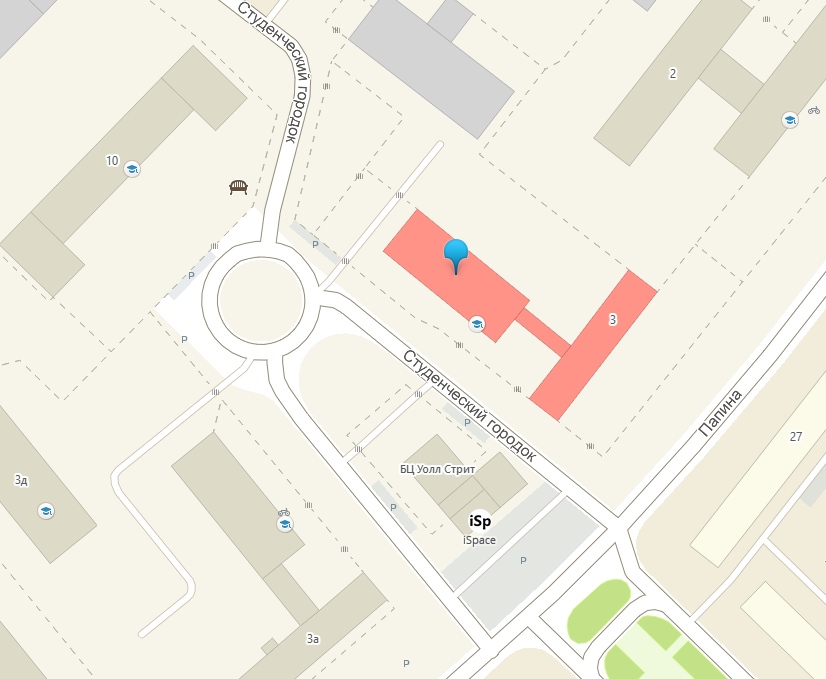 Студенческий городок
2
10
P
P
3
P
Студенческий городок
Папина
P
27
БЦ Уолл Стрит
3д
P
iSp
iSpace
P
3а
P